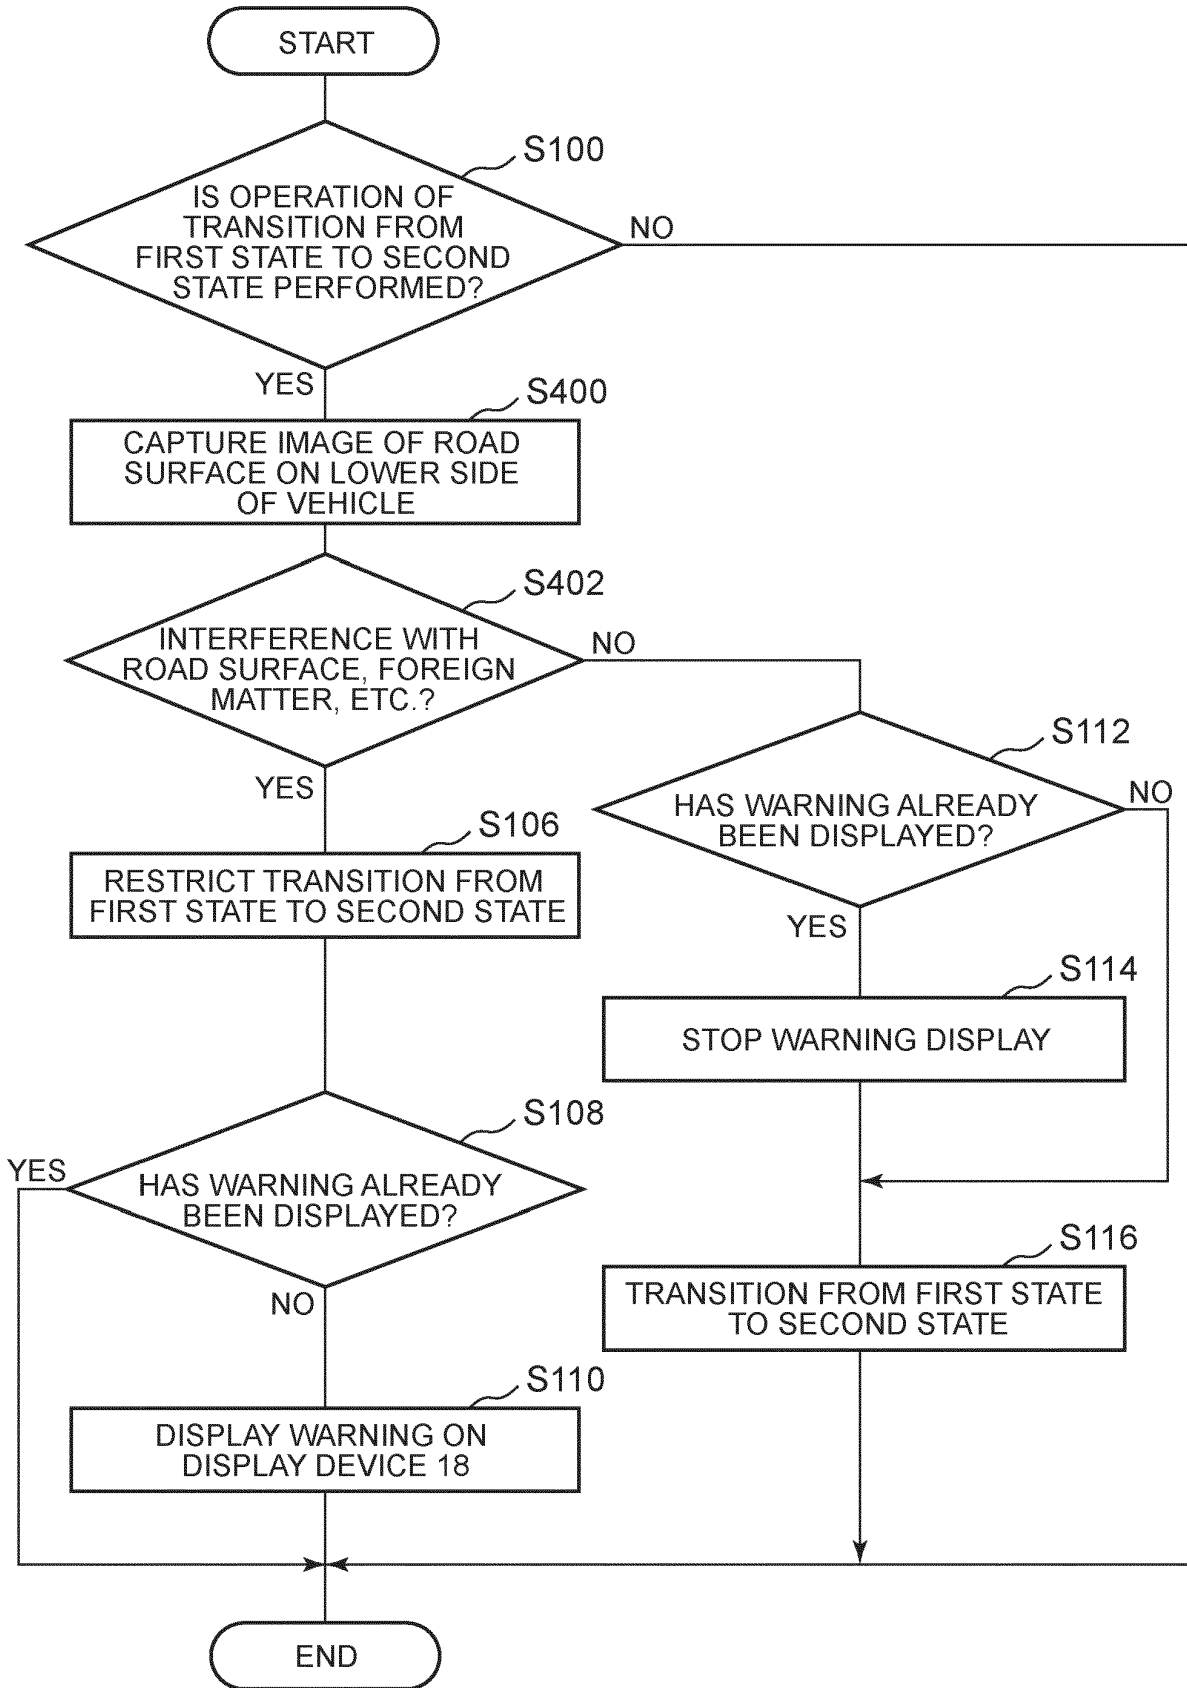 START
S100
IS OPERATION OF
TRANSITION FROM
FIRST STATE TO SECOND
STATE PERFORMED?
NO
YES
S400
CAPTURE IMAGE OF ROAD
SURFACE ON LOWER SIDE
OF VEHICLE
S402
INTERFERENCE WITH
ROAD SURFACE, FOREIGN
MATTER, ETC.?
NO
YES
S112
HAS WARNING ALREADY
BEEN DISPLAYED?
NO
YES
S106
RESTRICT TRANSITION FROM
FIRST STATE TO SECOND STATE
S114
STOP WARNING DISPLAY
S108
YES
HAS WARNING ALREADY
BEEN DISPLAYED?
NO
S116
TRANSITION FROM FIRST STATE
TO SECOND STATE
S110
DISPLAY WARNING ON
DISPLAY DEVICE 18
END